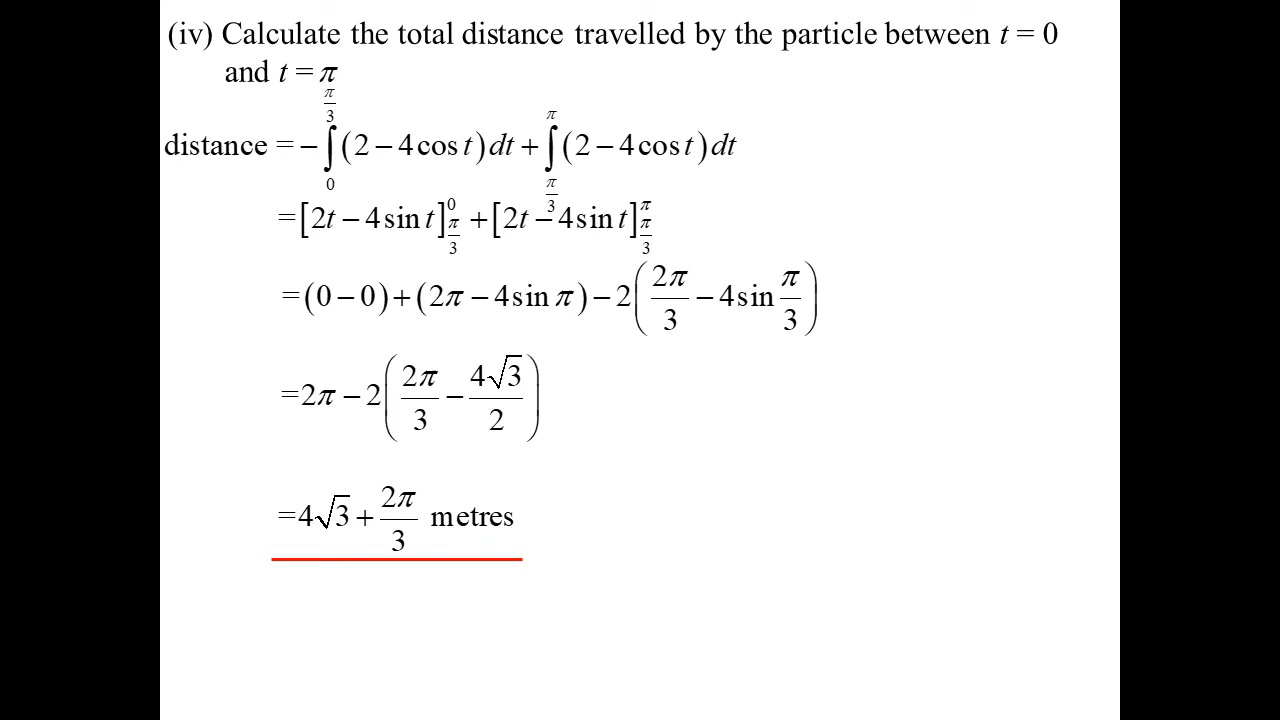 (iv) Calculate the total distance travelled by the particle between t = 0
and t = π
distance = −∫₀^(π/3) (2 − 4cos t) dt + ∫_(π/3)^π (2 − 4cos t) dt
= [2t − 4sin t]_(π/3)^0 + [2t − 4sin t]_(π/3)^π
= (0 − 0) + (2π − 4sin π) − 2(2π/3 − 4sin π/3)
= 2π − 2(2π/3 − 4√3/2)
= 4√3 + 2π/3 metres